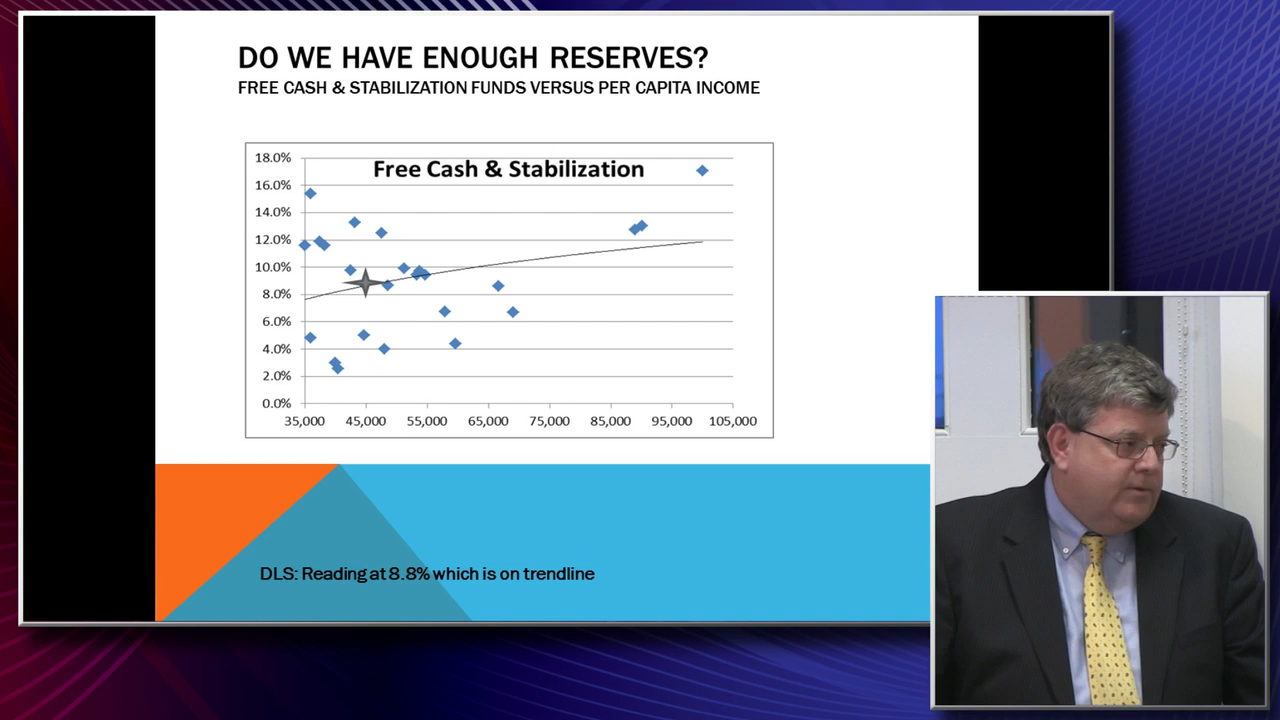 DO WE HAVE ENOUGH RESERVES?
FREE CASH & STABILIZATION FUNDS VERSUS PER CAPITA INCOME
Free Cash & Stabilization
18.0%
16.0%
14.0%
12.0%
10.0%
8.0%
6.0%
4.0%
2.0%
0.0%
35,000 45,000 55,000 65,000 75,000 85,000 95,000 105,000
DLS: Reading at 8.8% which is on trendline